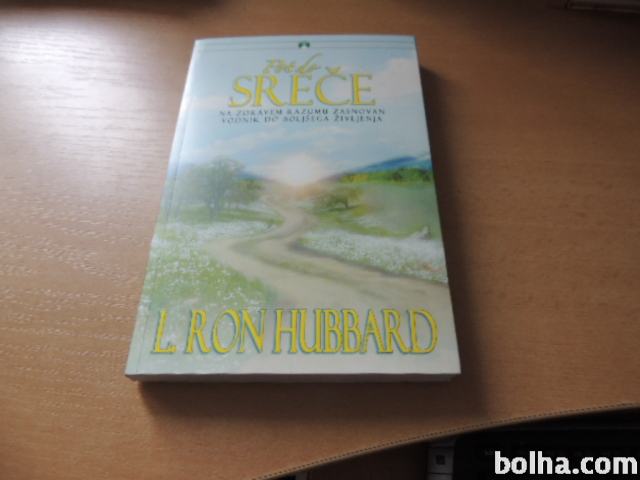 Pot do
SREČE
NA ZDRAVEM RAZUMU ZASNOVAN
VODNIK DO BOLJŠEGA ŽIVLJENJA
L. RON HUBBARD
bolha.com